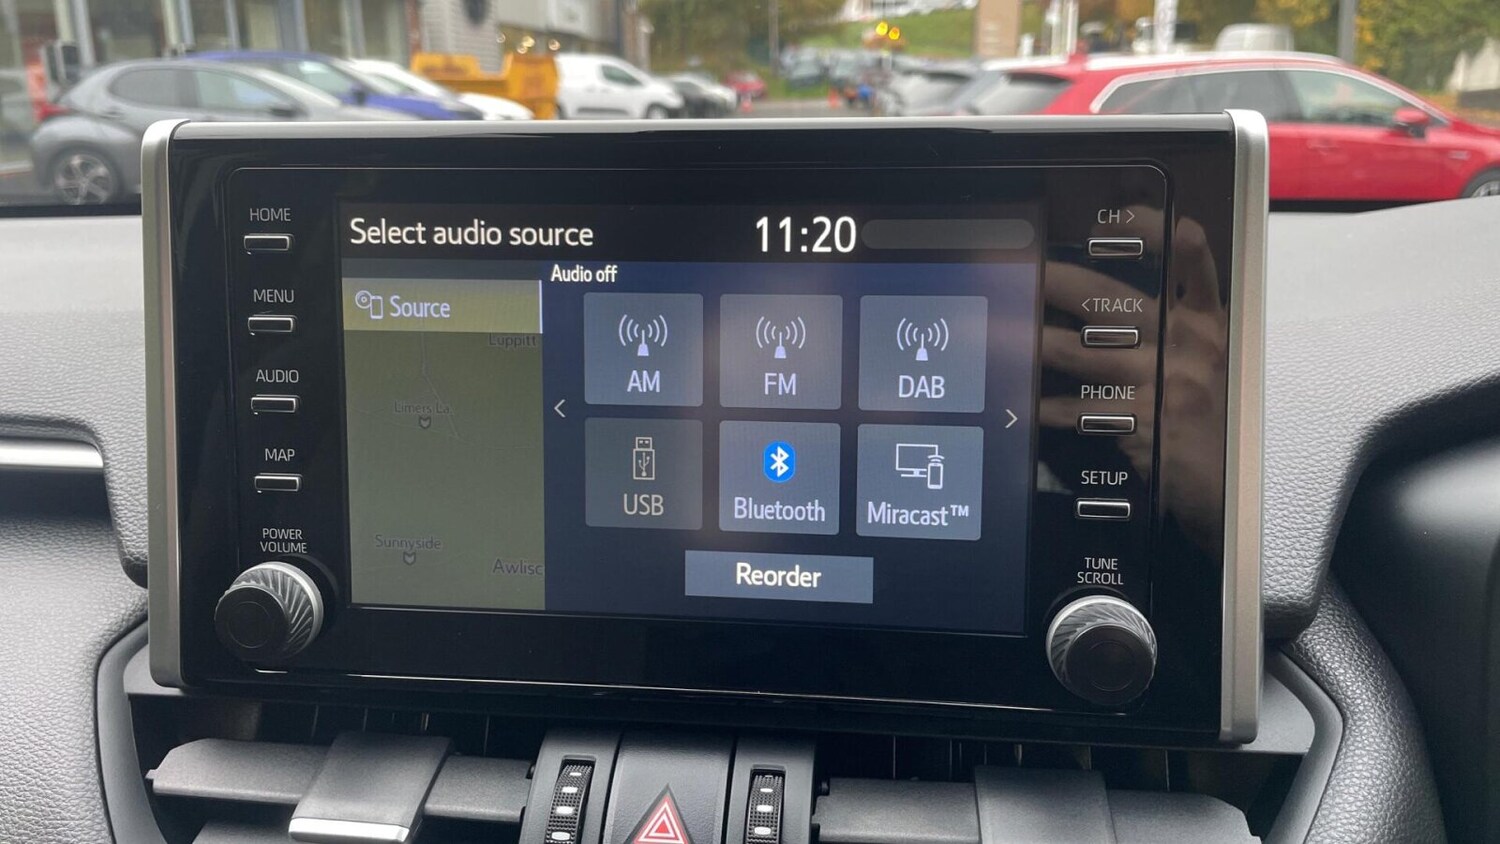 HOME
MENU
AUDIO
MAP
POWER
VOLUME
Select audio source
11:20
Source
Luppitt
Limers La
Sunnyside
Awlisc
Audio off
AM
FM
DAB
<
>
USB
Bluetooth
Miracast™
Reorder
CH >
< TRACK
PHONE
SETUP
TUNE
SCROLL